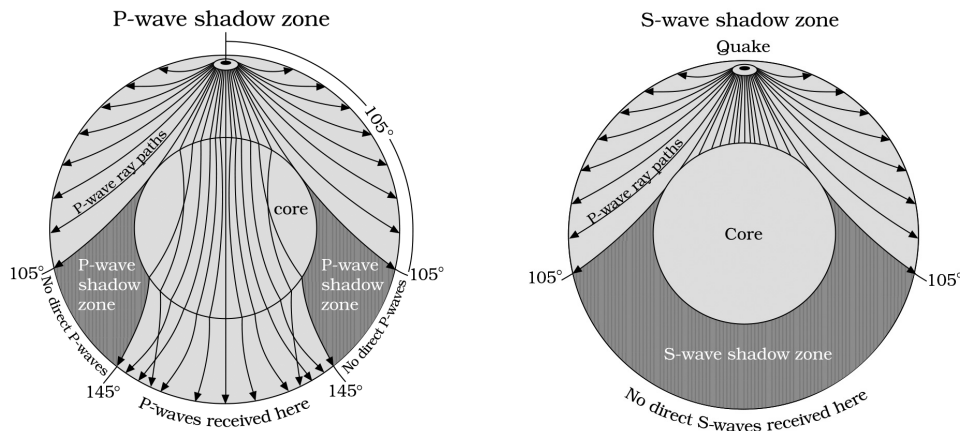 P-wave shadow zone
105°
P-wave ray paths
core
P-wave
shadow
zone
P-wave
shadow
zone
105°
105°
No direct P-waves
No direct P-waves
145°
145°
P-waves received here
S-wave shadow zone
Quake
P-wave ray paths
Core
105°
105°
S-wave shadow zone
No direct S-waves received here